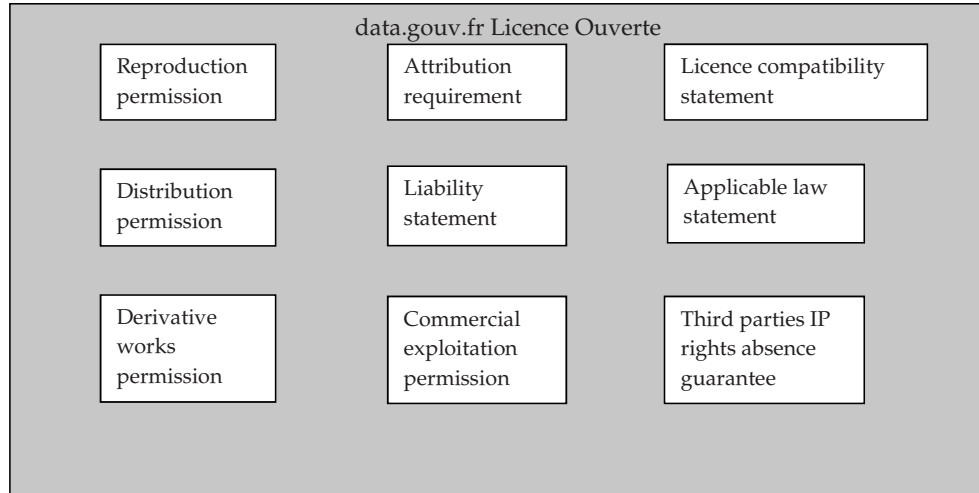 data.gouv.fr Licence Ouverte
Reproduction
permission
Attribution
requirement
Licence compatibility
statement
Distribution
permission
Liability
statement
Applicable law
statement
Derivative
works
permission
Commercial
exploitation
permission
Third parties IP
rights absence
guarantee